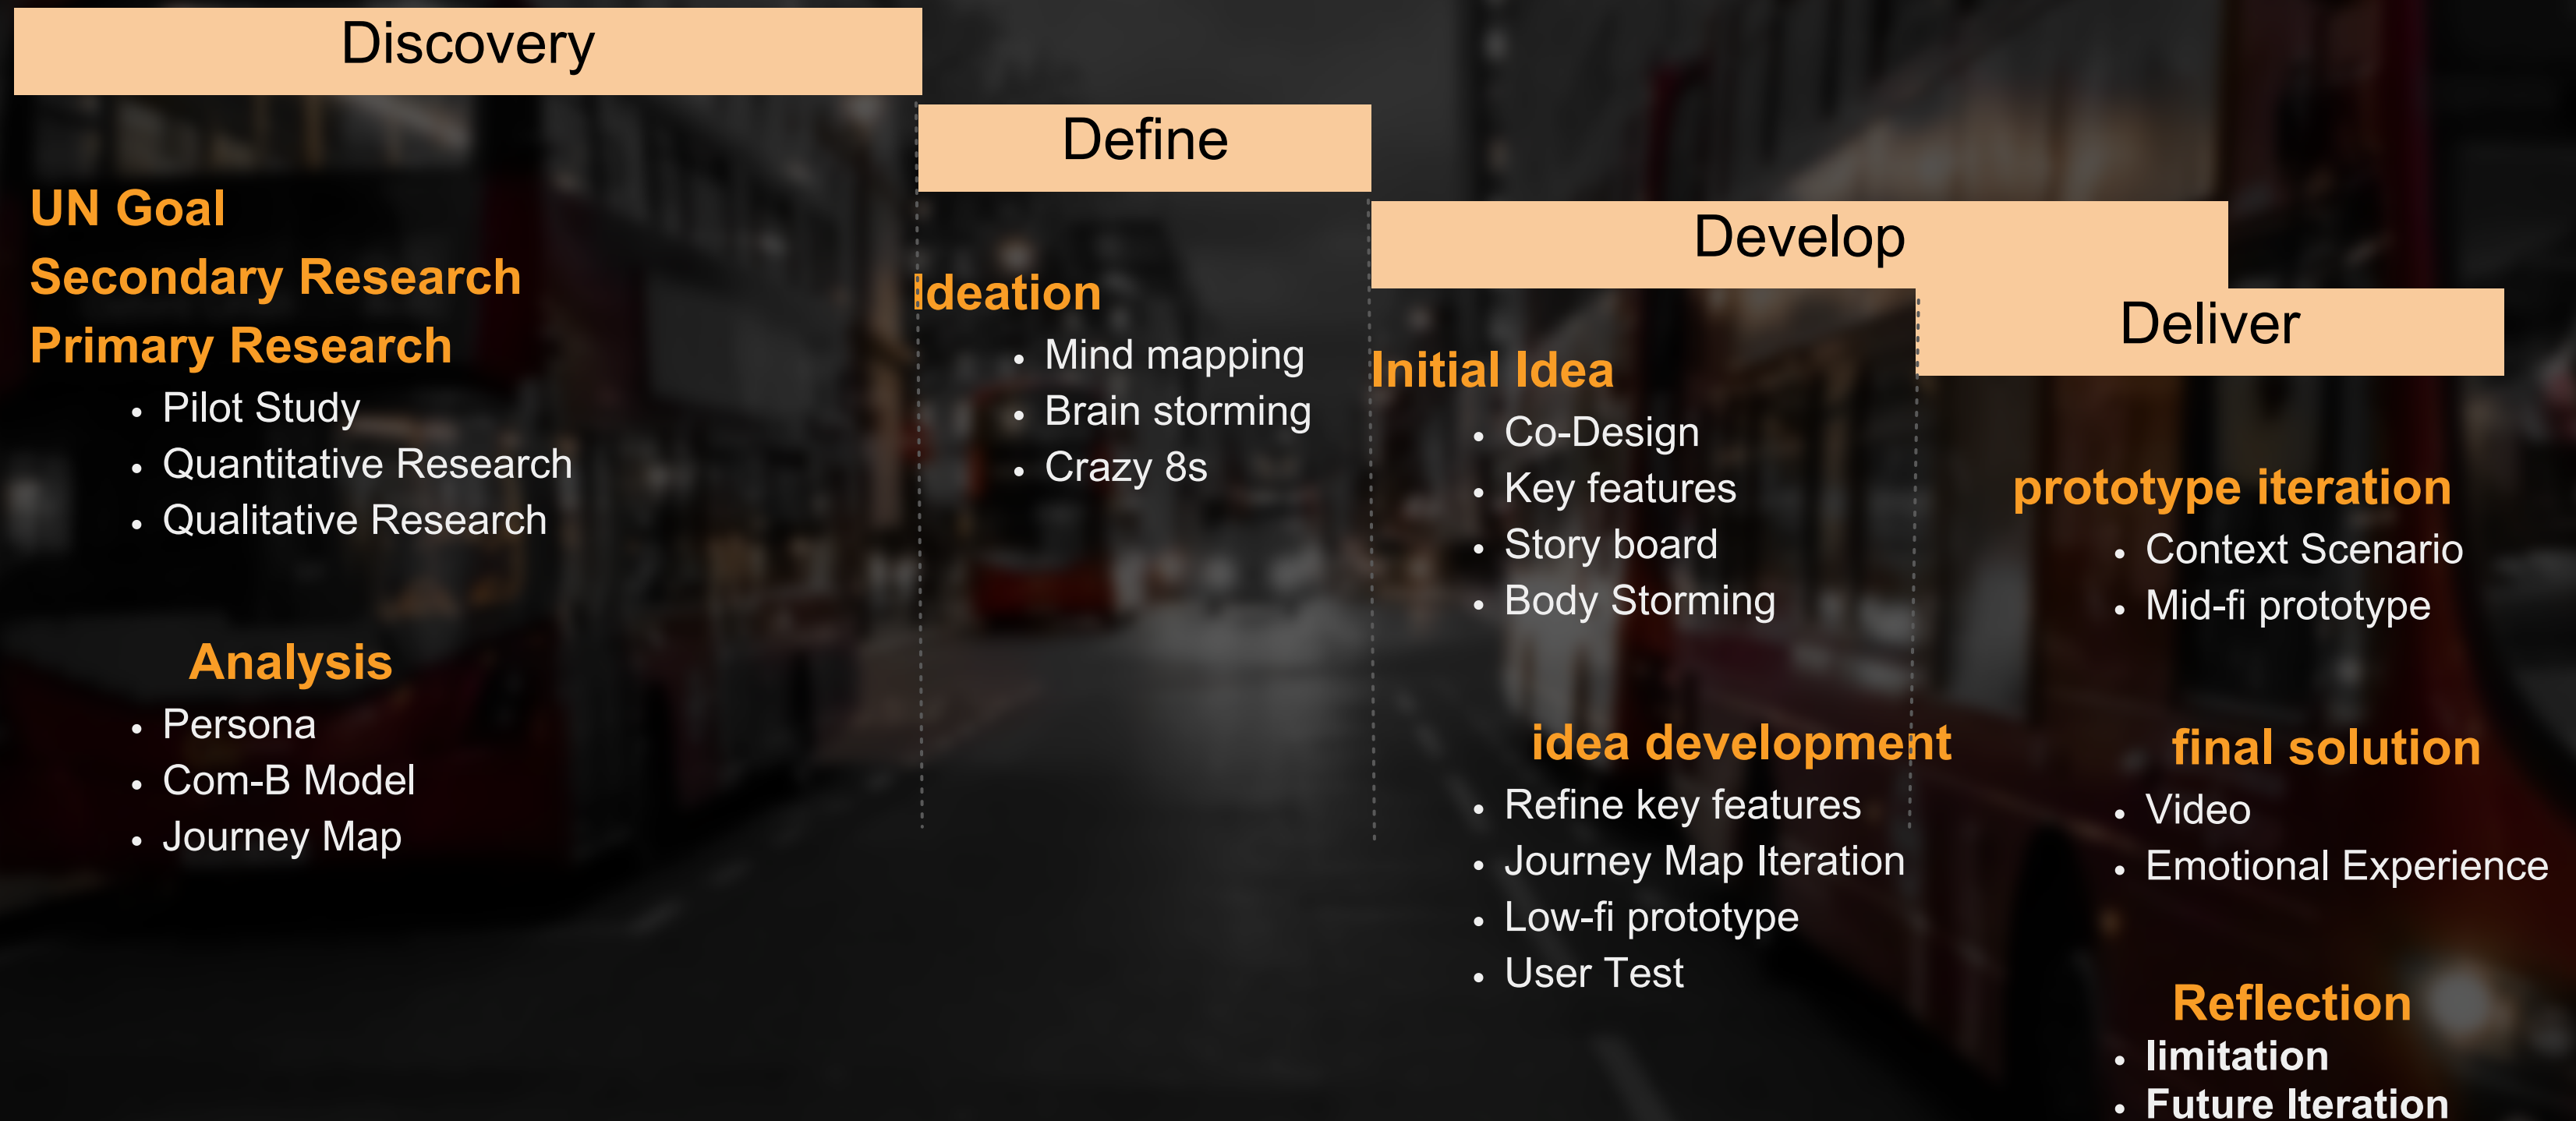 Discovery
UN Goal
Secondary Research
Primary Research
• Pilot Study
• Quantitative Research
• Qualitative Research
Analysis
• Persona
• Com-B Model
• Journey Map
Define
Ideation
• Mind mapping
• Brain storming
• Crazy 8s
Develop
Initial Idea
• Co-Design
• Key features
• Story board
• Body Storming
idea development
• Refine key features
• Journey Map Iteration
• Low-fi prototype
• User Test
Deliver
prototype iteration
• Context Scenario
• Mid-fi prototype
final solution
• Video
• Emotional Experience
Reflection
• limitation
• Future Iteration